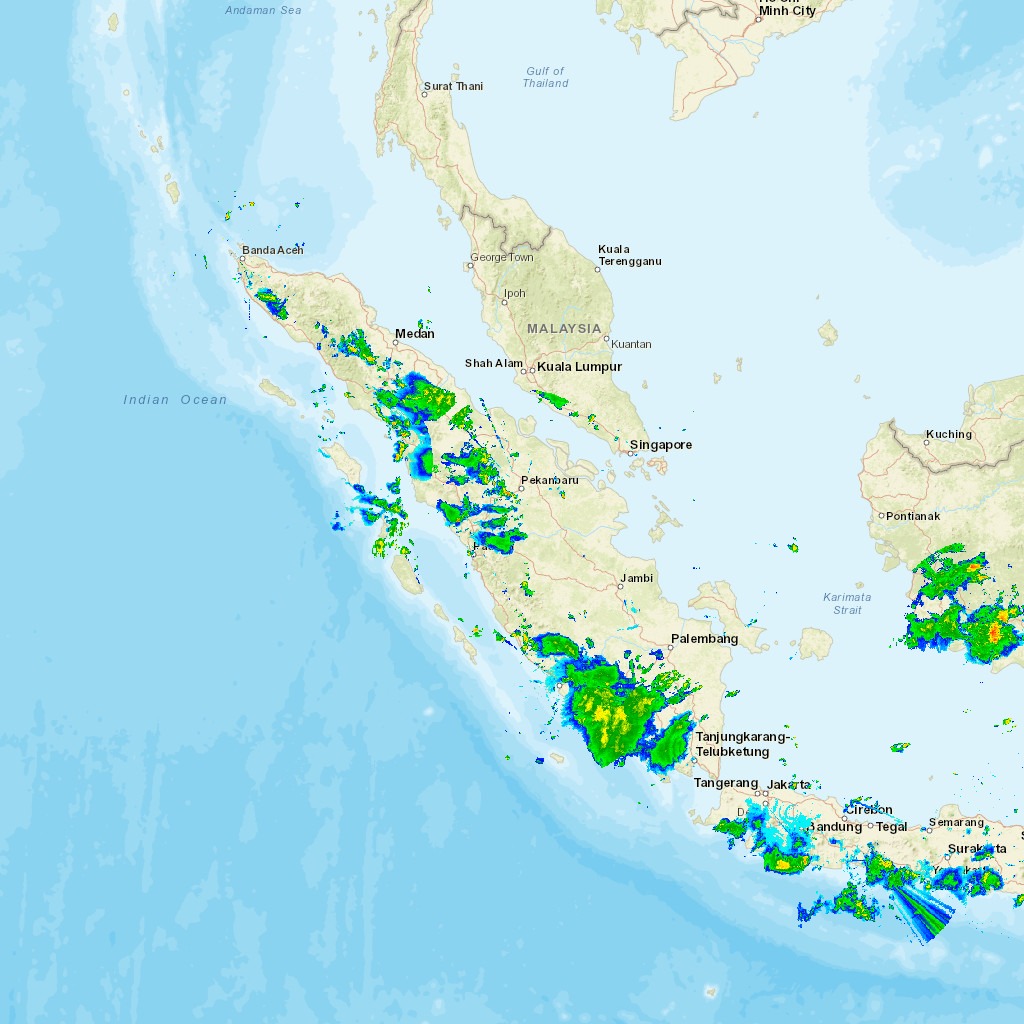 Andaman Sea
Minh City
Gulf of
Thailand
Surat Thani
Banda Aceh
George Town
Kuala
Terengganu
Ipoh
MALAYSIA
Medan
Kuantan
Shah Alam
Kuala Lumpur
Indian Ocean
Singapore
Kuching
Pekanbaru
Pontianak
Jambi
Karimata
Strait
Palembang
Tanjungkarang-
Telubketung
Tangerang
Jakarta
Cirebon
Bandung
Tegal
Semarang
Surakarta